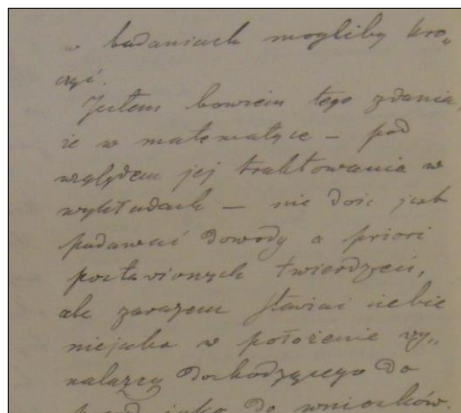 w badaniach mogliby kro„
czyć.
Jestem bowiem tego zdania,
że w matematyce – pod
względem jej traktowania w
wykładach – nie dość jest
podawać dowody a priori
postawionych twierdzeń,
ale zarazem stawiać siebie
niejako w położenie wy„
nalazcy dochodzącego do
do wniosków.